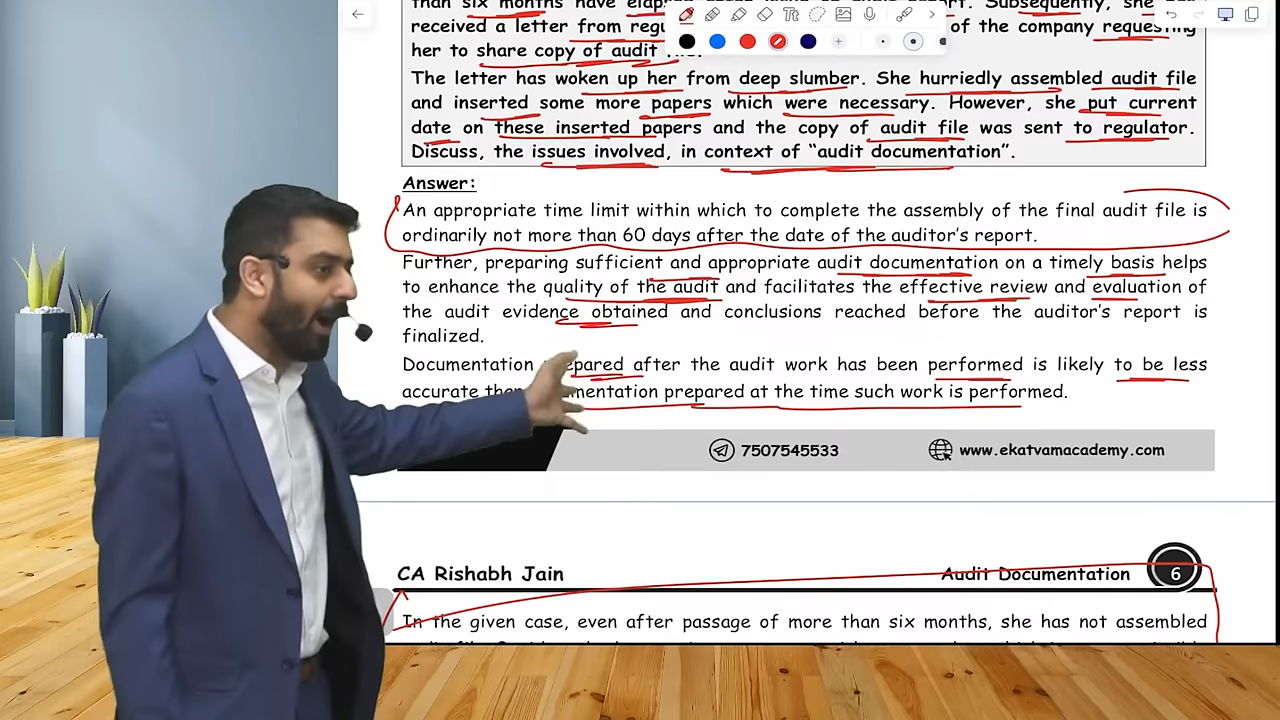 than six months have
Subsequently, she
received a letter from of the company requesting
her to share copy of audit
The letter has woken up her from deep slumber. She hurriedly assembled audit file
and inserted some more papers which were necessary. However, she put current
date on these inserted papers and the copy of audit file was sent to regulator.
Discuss, the issues involved, in context of “audit documentation”.
Answer:
An appropriate time limit within which to complete the assembly of the final audit file is
ordinarily not more than 60 days after the date of the auditor’s report.
Further, preparing sufficient and appropriate audit documentation on a timely basis helps
to enhance the quality of the audit and facilitates the effective review and evaluation of
the audit evidence obtained and conclusions reached before the auditor’s report is
finalized.
Documentation after the audit work has been performed is likely to be less
accurate prepared at the time such work is performed.
7507545533 www.ekatvamacademy.com
CA Rishabh Jain Audit Documentation 6
In the given case, even after passage of more than six months, she has not assembled